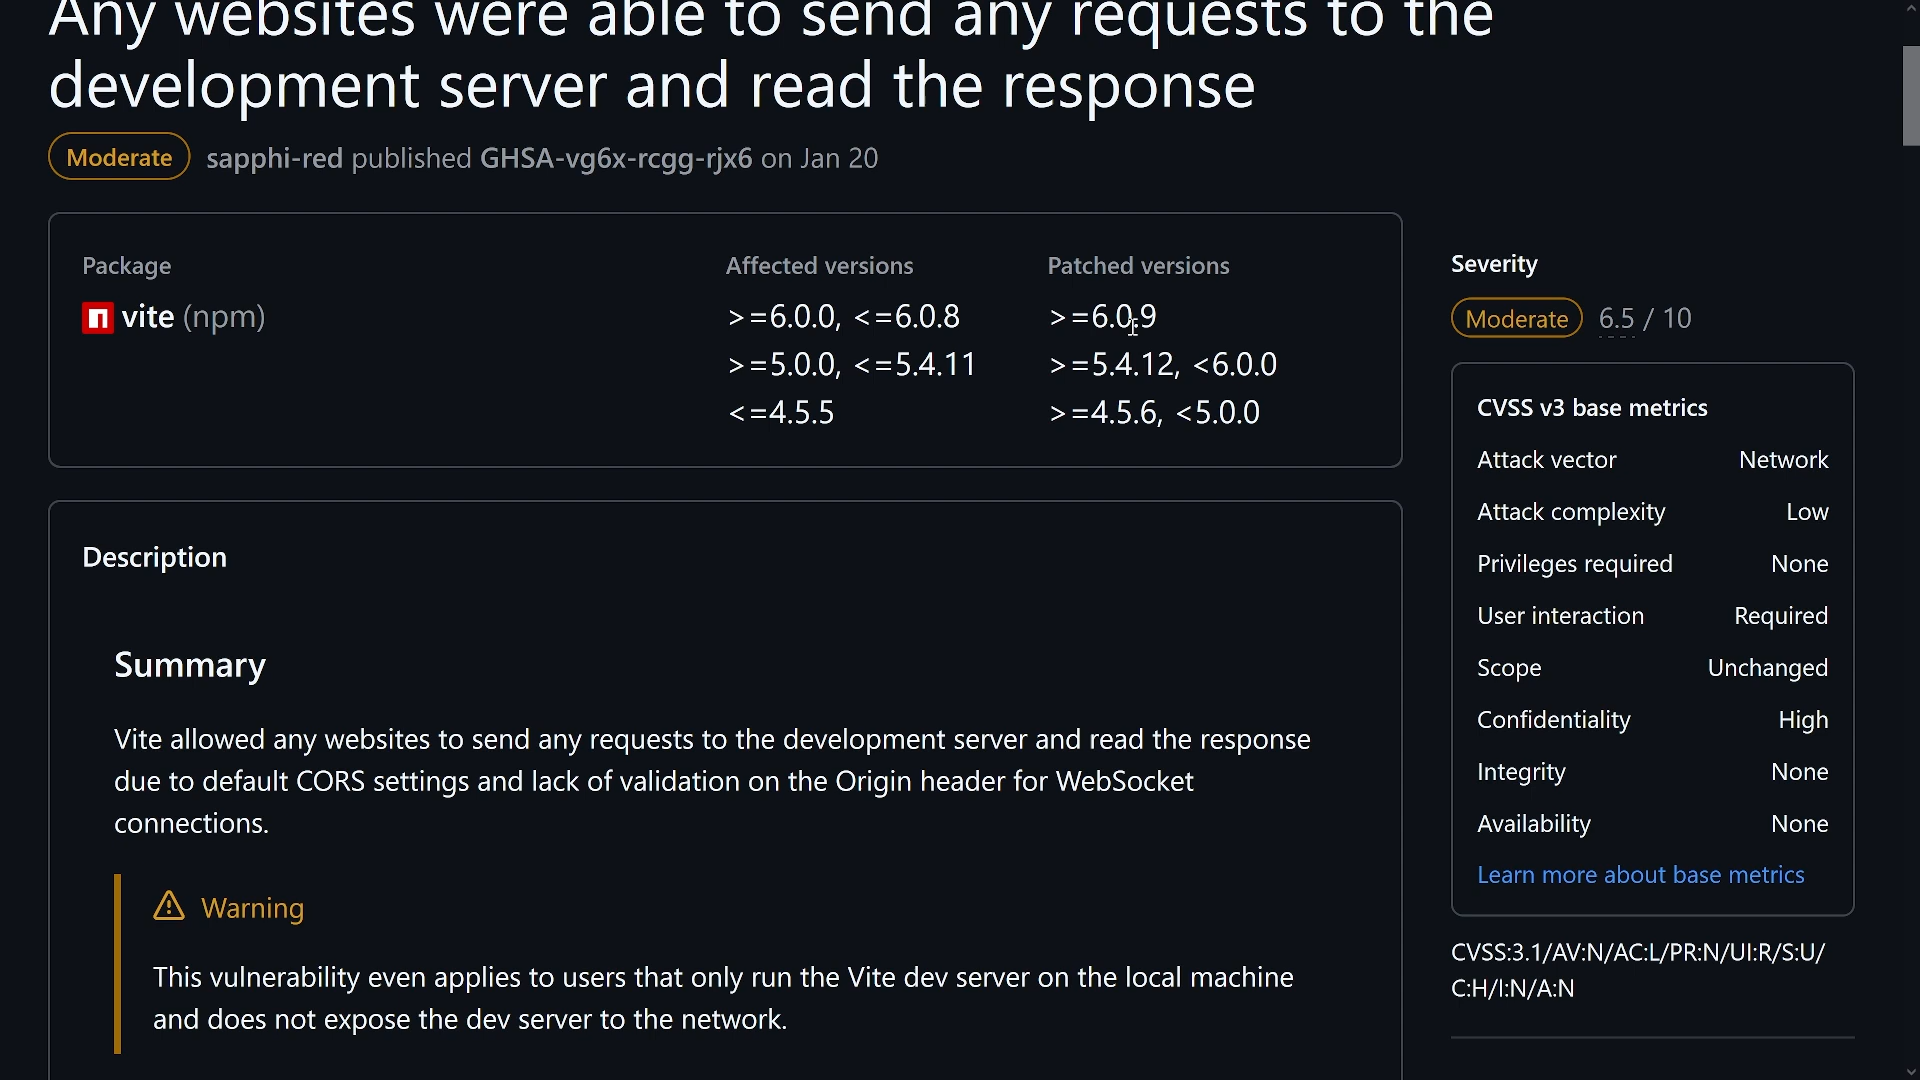 Any websites were able to send any requests to the
development server and read the response
Moderate sapphi-red published GHSA-vg6x-rcgg-rjx6 on Jan 20
Package Affected versions Patched versions
vite (npm) >=6.0.0, <=6.0.8 >=6.0.9
>=5.0.0, <=5.4.11 >=5.4.12, <6.0.0
<=4.5.5 >=4.5.6, <5.0.0
Description
Summary
Vite allowed any websites to send any requests to the development server and read the response
due to default CORS settings and lack of validation on the Origin header for WebSocket
connections.
Warning
This vulnerability even applies to users that only run the Vite dev server on the local machine
and does not expose the dev server to the network.
Severity
Moderate 6.5 / 10
CVSS v3 base metrics
Attack vector Network
Attack complexity Low
Privileges required None
User interaction Required
Scope Unchanged
Confidentiality High
Integrity None
Availability None
Learn more about base metrics
CVSS:3.1/AV:N/AC:L/PR:N/UI:R/S:U/
C:H/I:N/A:N